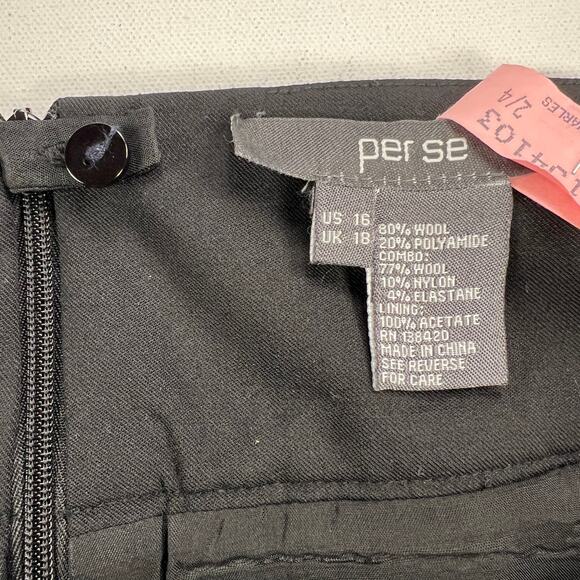 per se
US 16
UK 18
80% WOOL
20% POLYAMIDE
COMBO:
77% WOOL
10% NYLON
4% ELASTANE
LINING:
100% ACETATE
RN 138420
MADE IN CHINA
SEE REVERSE
FOR CARE
2/4